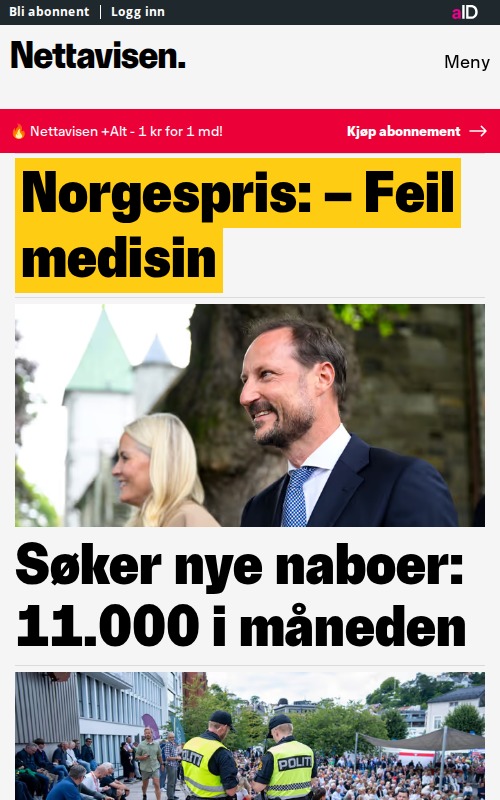 Bli abonnent | Logg inn
aID
Nettavisen.
Meny
🔥 Nettavisen +Alt - 1 kr for 1 md!
Kjøp abonnement →
Norgespris: – Feil
medisin
Søker nye naboer:
11.000 i måneden
POLITI
POLITI